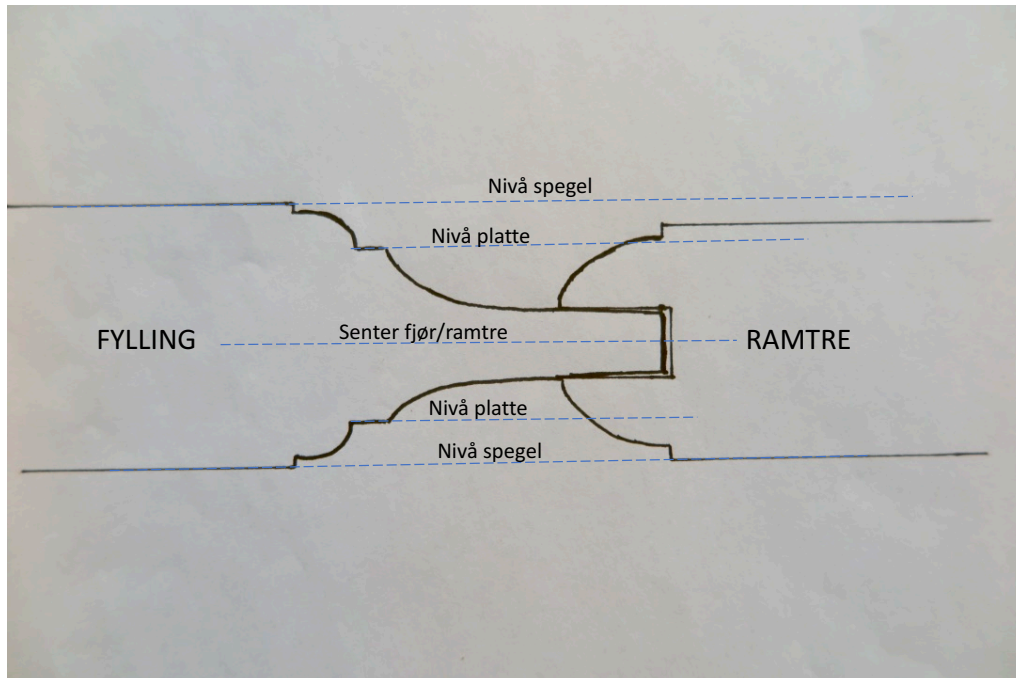 Nivå spegel
Nivå platte
FYLLING
Senter fjør/ramtre
RAMTRE
Nivå platte
Nivå spegel